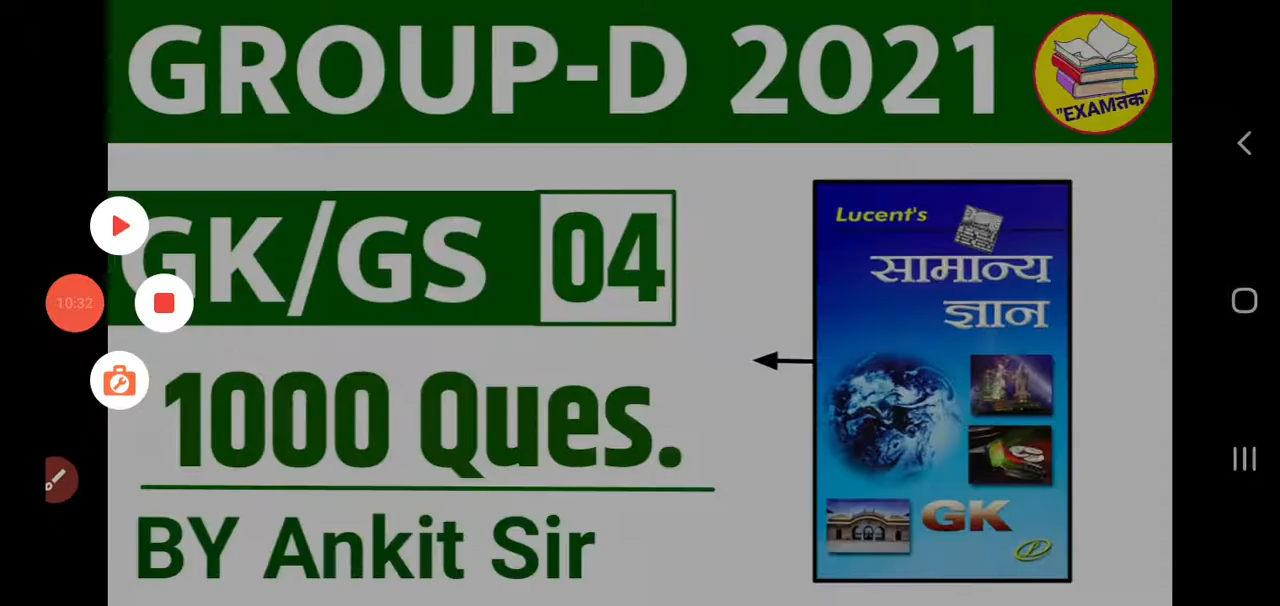 GROUP-D 2021
"EXAMतक"
GK/GS 04
10:32
1000 Ques.
BY Ankit Sir
Lucent's
सामान्य
ज्ञान
GK